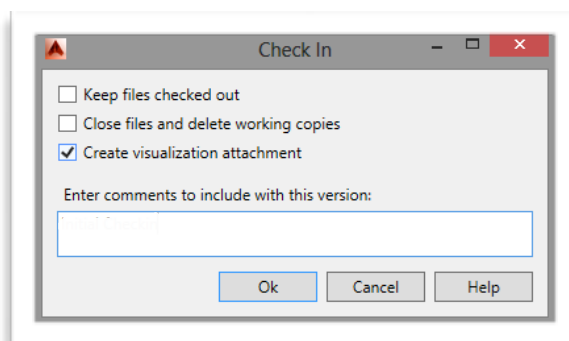 Check In
Keep files checked out
Close files and delete working copies
Create visualization attachment
Enter comments to include with this version:
Ok Cancel Help